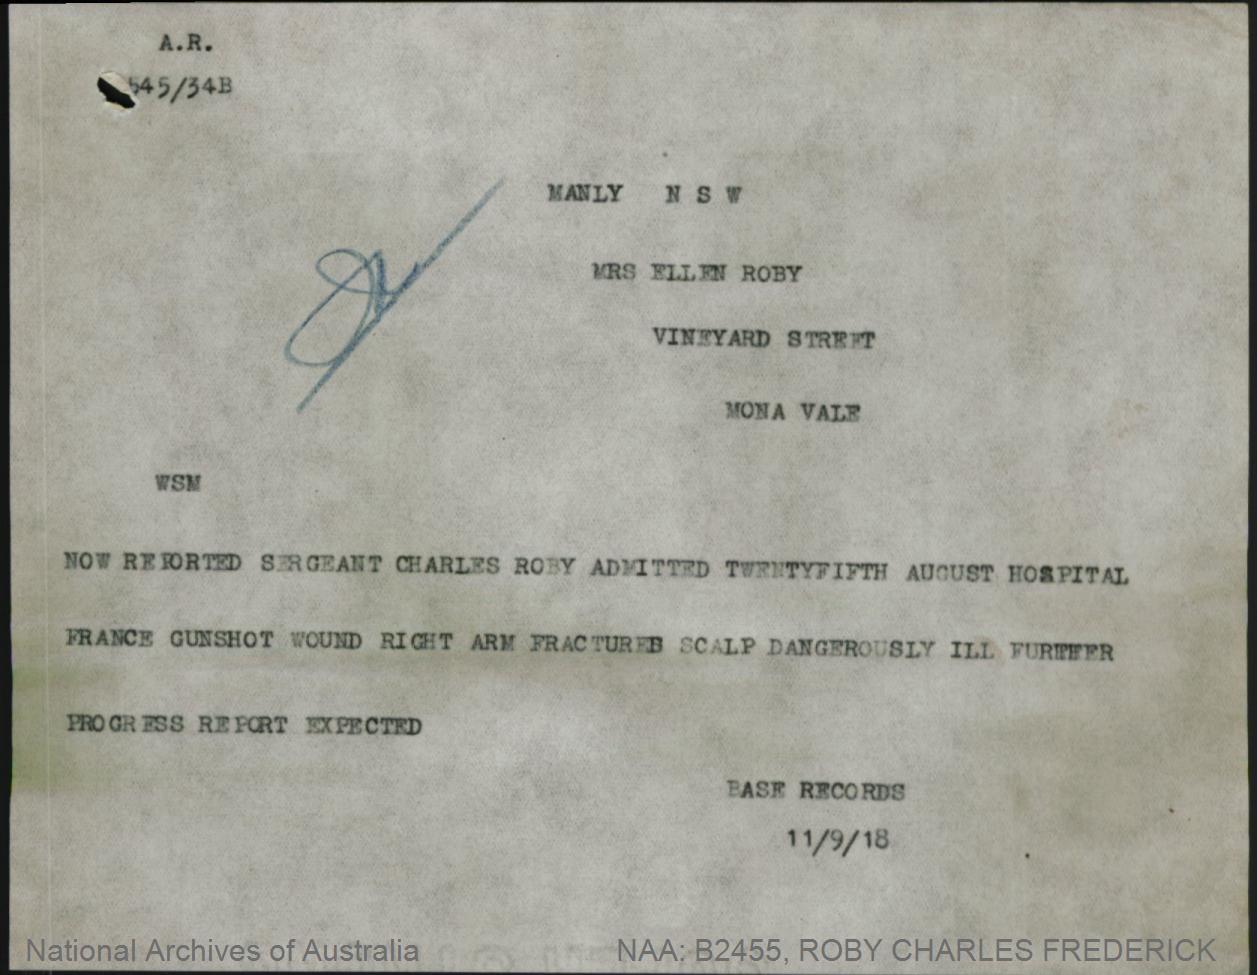 A.R.
545/34B
MANLY N S W
MRS ELLEN ROBY
VINEYARD STREET
MONA VALE
WSM
NOW REPORTED SERGEANT CHARLES ROBY ADMITTED TWENTYFIFTH AUGUST HOSPITAL
FRANCE GUNSHOT WOUND RIGHT ARM FRACTURED SCALP DANGEROUSLY ILL FURTHER
PROGRESS REPORT EXPECTED
BASE RECORDS
11/9/18
National Archives of Australia NAA: B2455, ROBY CHARLES FREDERICK